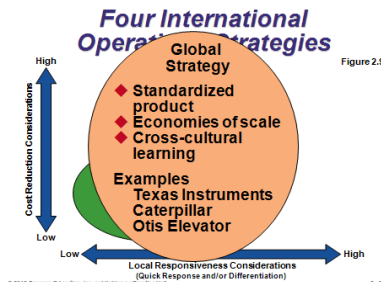 Four International
Strategies
Global
Strategy
High
Figure 2.9
Standardized
product
Economies of scale
Cross-cultural
learning
Cost Reduction Considerations
Examples
Texas Instruments
Caterpillar
Otis Elevator
Low
Low
High
Local Responsiveness Considerations
(Quick Response and/or Differentiation)